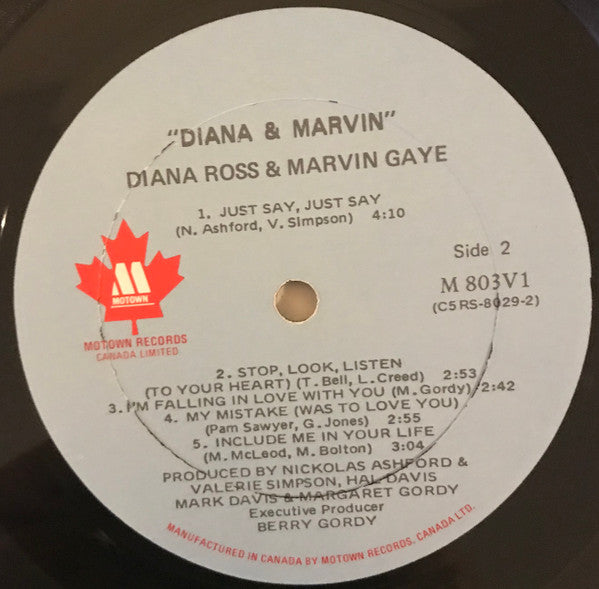 "DIANA & MARVIN"
DIANA ROSS & MARVIN GAYE
1. JUST SAY, JUST SAY
(N. Ashford, V. Simpson) 4:10
Side 2
M 803V1
(C5 RS-8029-2)
M
MOTOWN
MOTOWN RECORDS
CANADA LIMITED
2. STOP, LOOK, LISTEN
(TO YOUR HEART) (T. Bell, L. Creed) 2:53
3. I'M FALLING IN LOVE WITH YOU (M. Gordy) 2:42
4. MY MISTAKE (WAS TO LOVE YOU)
(Pam Sawyer, G. Jones) 2:55
5. INCLUDE ME IN YOUR LIFE
(M. McLeod, M. Bolton) 3:04
PRODUCED BY NICKOLAS ASHFORD &
VALERIE SIMPSON, HAL DAVIS
MARK DAVIS & MARGARET GORDY
Executive Producer
BERRY GORDY
MANUFACTURED IN CANADA BY MOTOWN RECORDS, CANADA LTD.